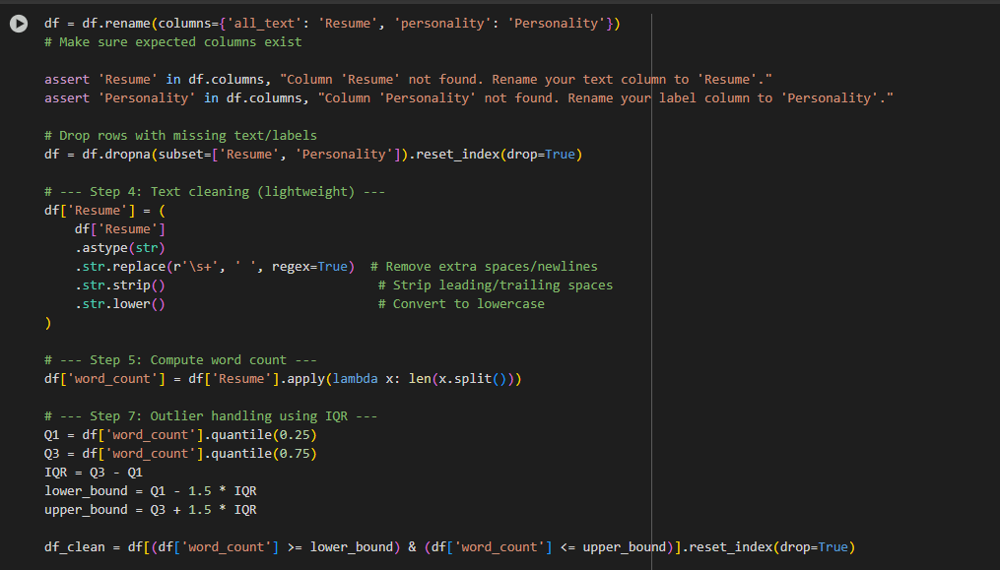 df = df.rename(columns={'all_text': 'Resume', 'personality': 'Personality'})
# Make sure expected columns exist
assert 'Resume' in df.columns, "Column 'Resume' not found. Rename your text column to 'Resume'."
assert 'Personality' in df.columns, "Column 'Personality' not found. Rename your label column to 'Personality'."
# Drop rows with missing text/labels
df = df.dropna(subset=['Resume', 'Personality']).reset_index(drop=True)
# --- Step 4: Text cleaning (lightweight) ---
df['Resume'] = (
    df['Resume']
    .astype(str)
    .str.replace(r'\s+', ' ', regex=True)  # Remove extra spaces/newlines
    .str.strip()                            # Strip leading/trailing spaces
    .str.lower()                            # Convert to lowercase
)
# --- Step 5: Compute word count ---
df['word_count'] = df['Resume'].apply(lambda x: len(x.split()))
# --- Step 7: Outlier handling using IQR ---
Q1 = df['word_count'].quantile(0.25)
Q3 = df['word_count'].quantile(0.75)
IQR = Q3 - Q1
lower_bound = Q1 - 1.5 * IQR
upper_bound = Q3 + 1.5 * IQR
df_clean = df[(df['word_count'] >= lower_bound) & (df['word_count'] <= upper_bound)].reset_index(drop=True)